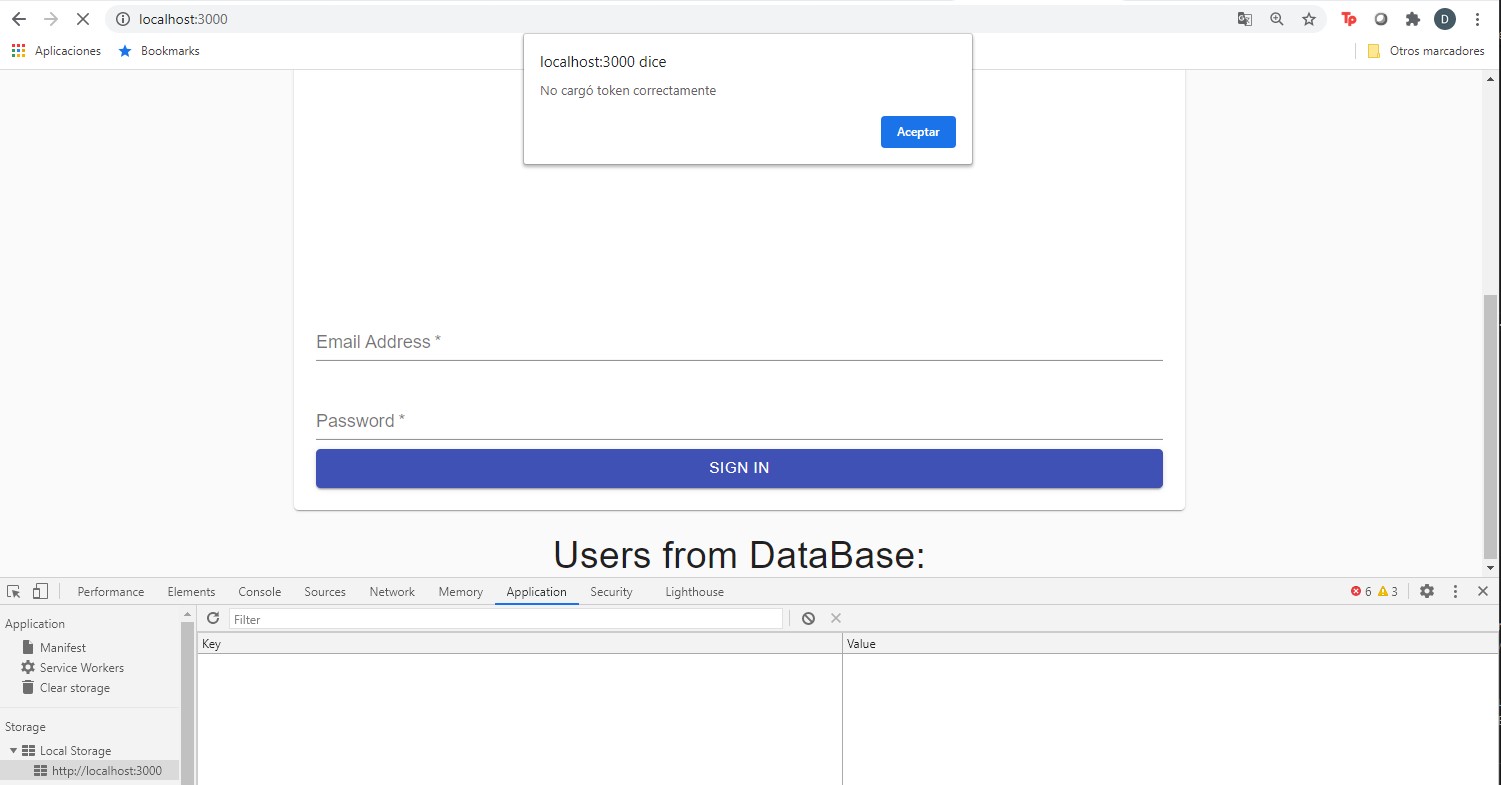 localhost:3000
Tp
D
Aplicaciones
Bookmarks
Otros marcadores
localhost:3000 dice
No cargó token correctamente
Aceptar
Email Address *
Password *
SIGN IN
Users from DataBase:
Performance Elements Console Sources Network Memory Application Security Lighthouse 6 3
Application
Filter
Key Value
Manifest
Service Workers
Clear storage
Storage
Local Storage
http://localhost:3000